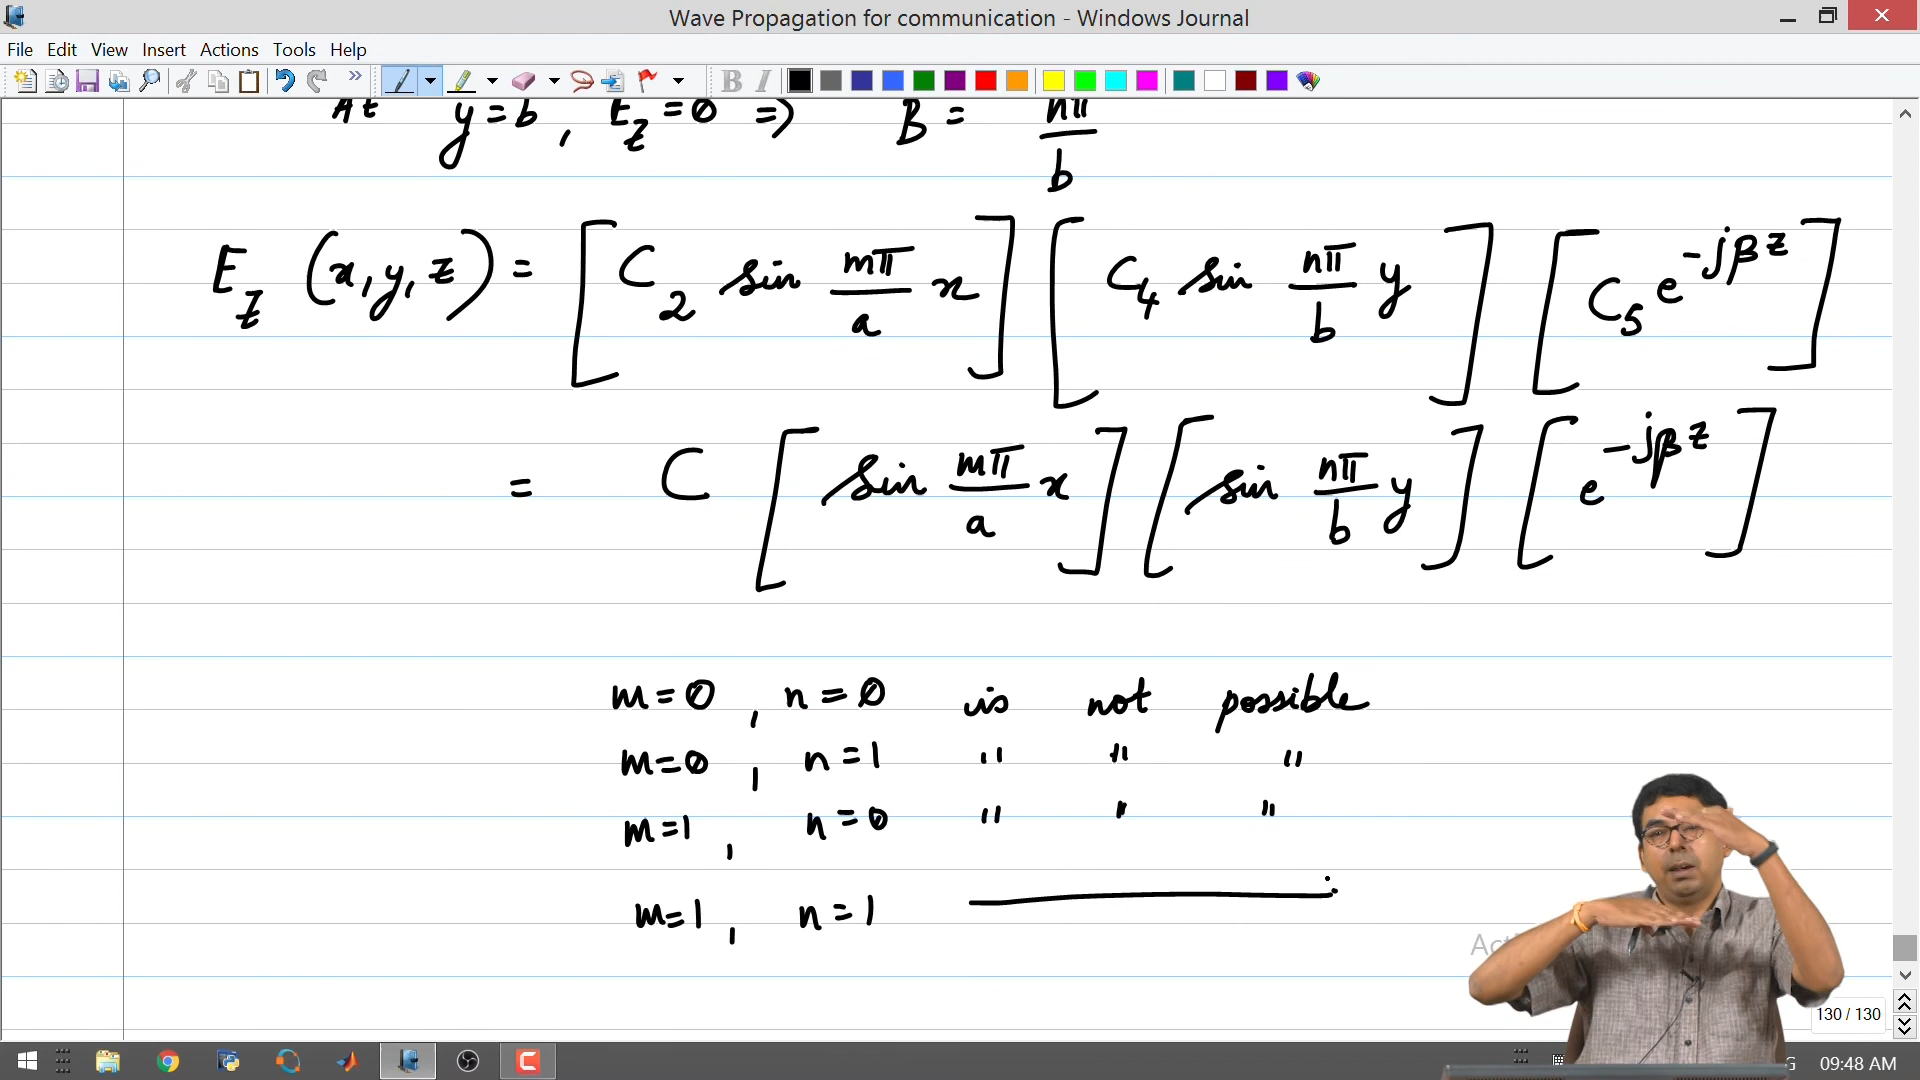 Wave Propagation for communication - Windows Journal
File Edit View Insert Actions Tools Help
B I
At y=b, E_z=0 => B = nπ/b
E_z (x,y,z) = [C_2 sin mπ/a x] [C_4 sin nπ/b y] [C_5 e^{-jβz}]
= C [sin mπ/a x] [sin nπ/b y] [e^{-jβz}]
m=0, n=0 is not possible
m=0, n=1 " " "
m=1, n=0 " " "
m=1, n=1
Act
130 / 130
G 09:48 AM